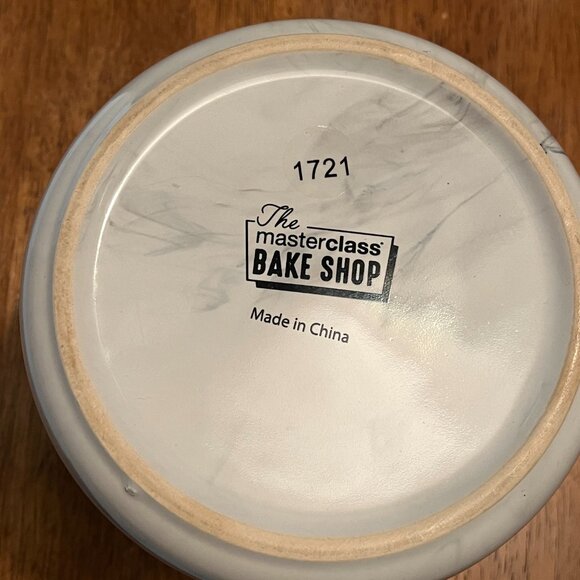 1721
The
masterclass®
BAKE SHOP
Made in China